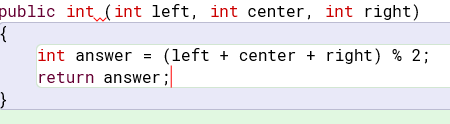 public int (int left, int center, int right)
{
int answer = (left + center + right) % 2;
return answer;
}